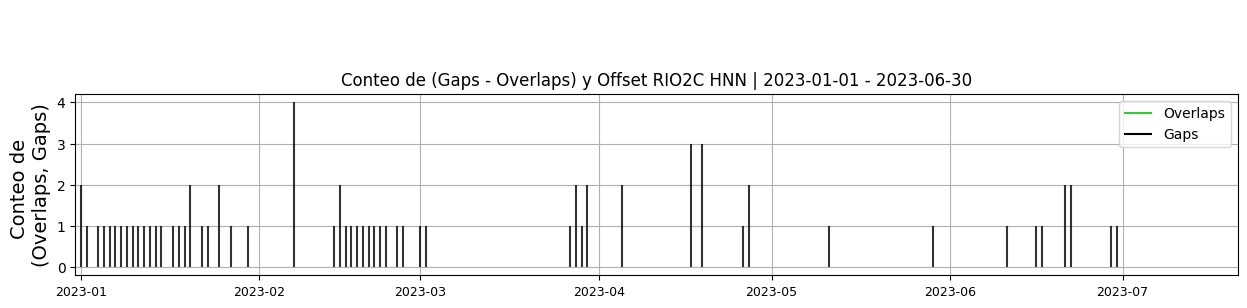 Conteo de (Gaps - Overlaps) y Offset RIO2C HNN | 2023-01-01 - 2023-06-30
Conteo de
(Overlaps, Gaps)
4
3
2
1
0
Overlaps
Gaps
2023-01
2023-02
2023-03
2023-04
2023-05
2023-06
2023-07